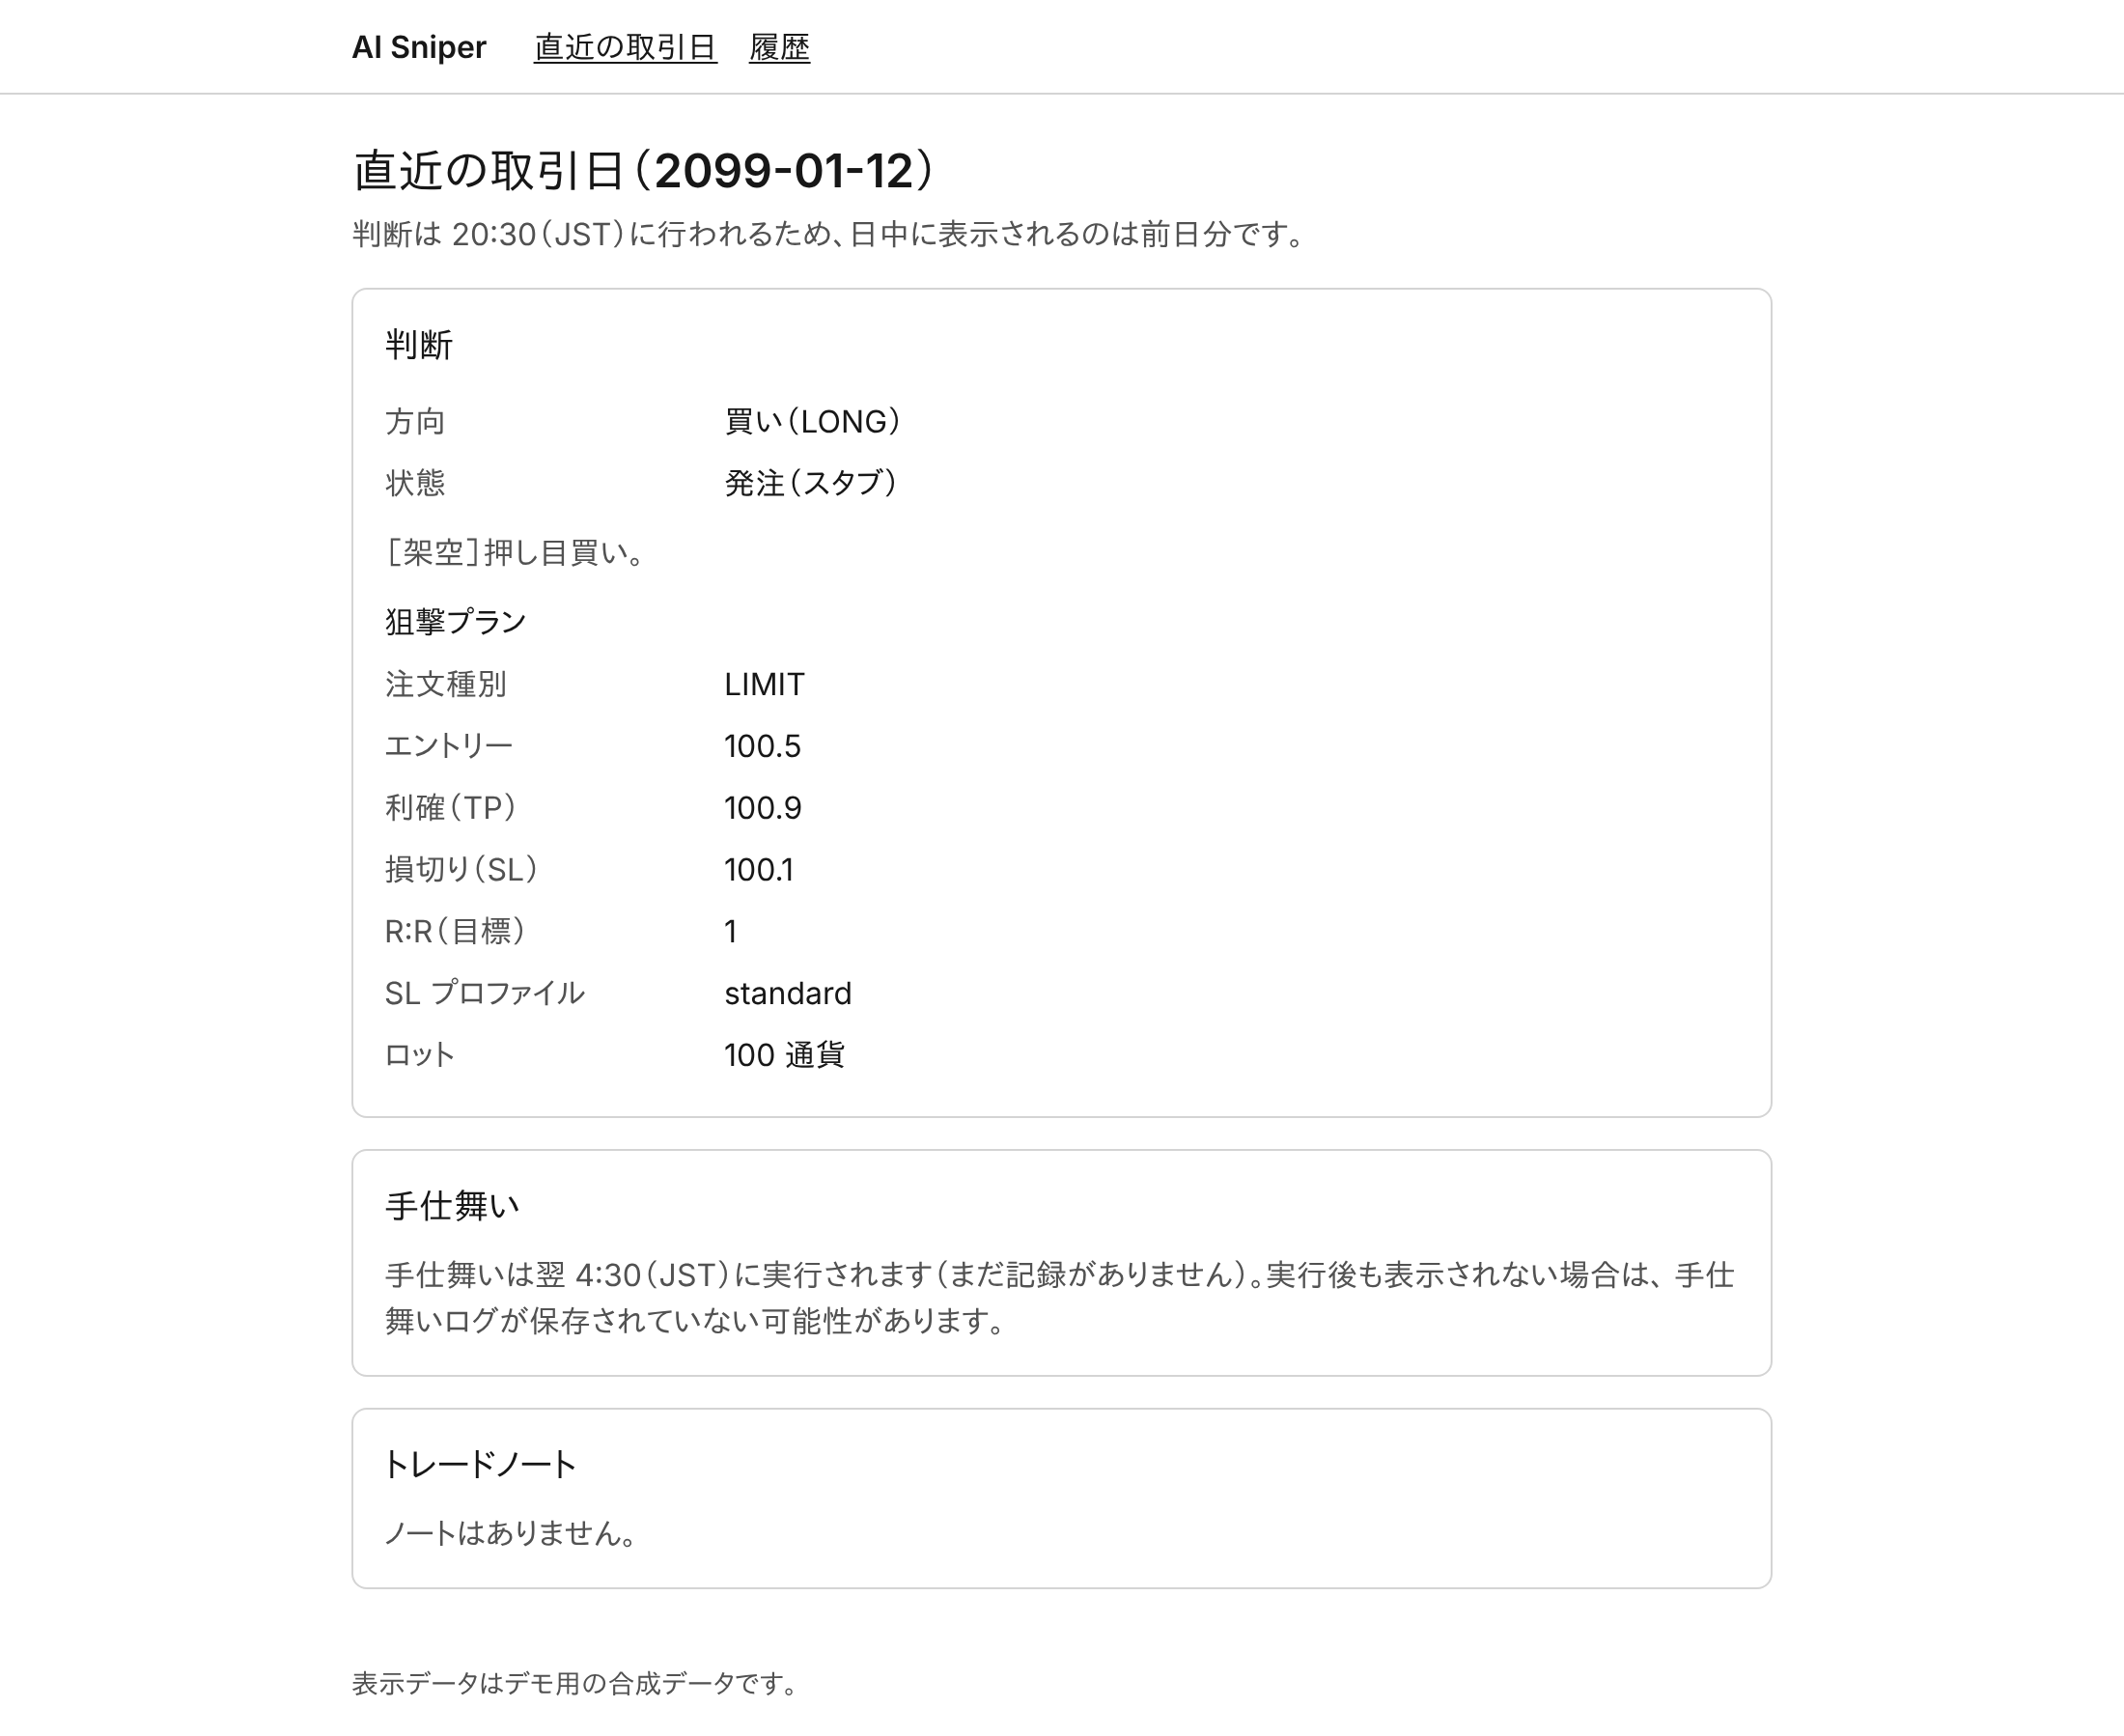 AI Sniper 直近の取引日 履歴
直近の取引日（2099-01-12）
判断は 20:30（JST）に行われるため、日中に表示されるのは前日分です。
判断
方向 買い（LONG）
状態 発注（スタブ）
［架空］押し目買い。
狙撃プラン
注文種別 LIMIT
エントリー 100.5
利確（TP） 100.9
損切り（SL） 100.1
R:R（目標） 1
SL プロファイル standard
ロット 100 通貨
手仕舞い
手仕舞いは翌 4:30（JST）に実行されます（まだ記録がありません）。実行後も表示されない場合は、 手仕
舞いログが保存されていない可能性があります。
トレードノート
ノートはありません。
表示データはデモ用の合成データです。